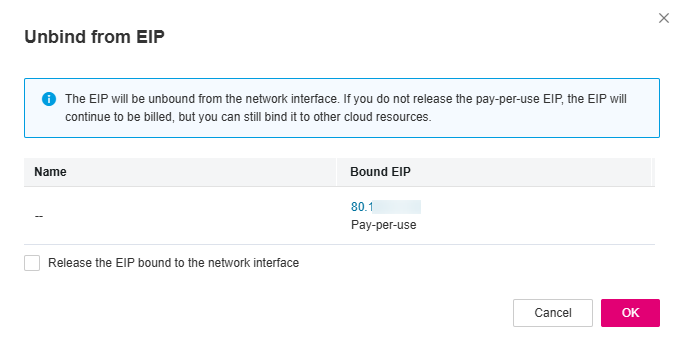 Unbind from EIP
The EIP will be unbound from the network interface. If you do not release the pay-per-use EIP, the EIP will
continue to be billed, but you can still bind it to other cloud resources.
Name Bound EIP
-- 80.1
Pay-per-use
Release the EIP bound to the network interface
Cancel OK